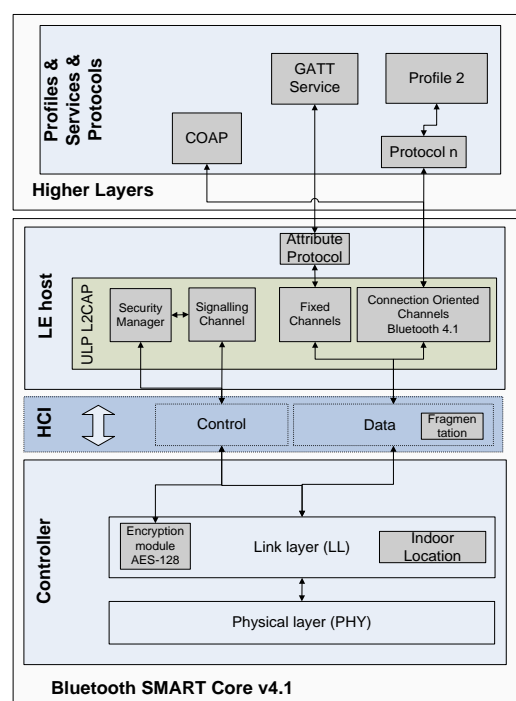 Profiles &
Services &
Protocols
GATT
Service
Profile 2
COAP
Protocol n
Higher Layers
LE host
Attribute
Protocol
ULP L2CAP
Security
Manager
Signalling
Channel
Fixed
Channels
Connection Oriented
Channels
Bluetooth 4.1
HCI
Control
Data
Fragmen
tation
Controller
Encryption
module
AES-128
Link layer (LL)
Indoor
Location
Physical layer (PHY)
Bluetooth SMART Core v4.1